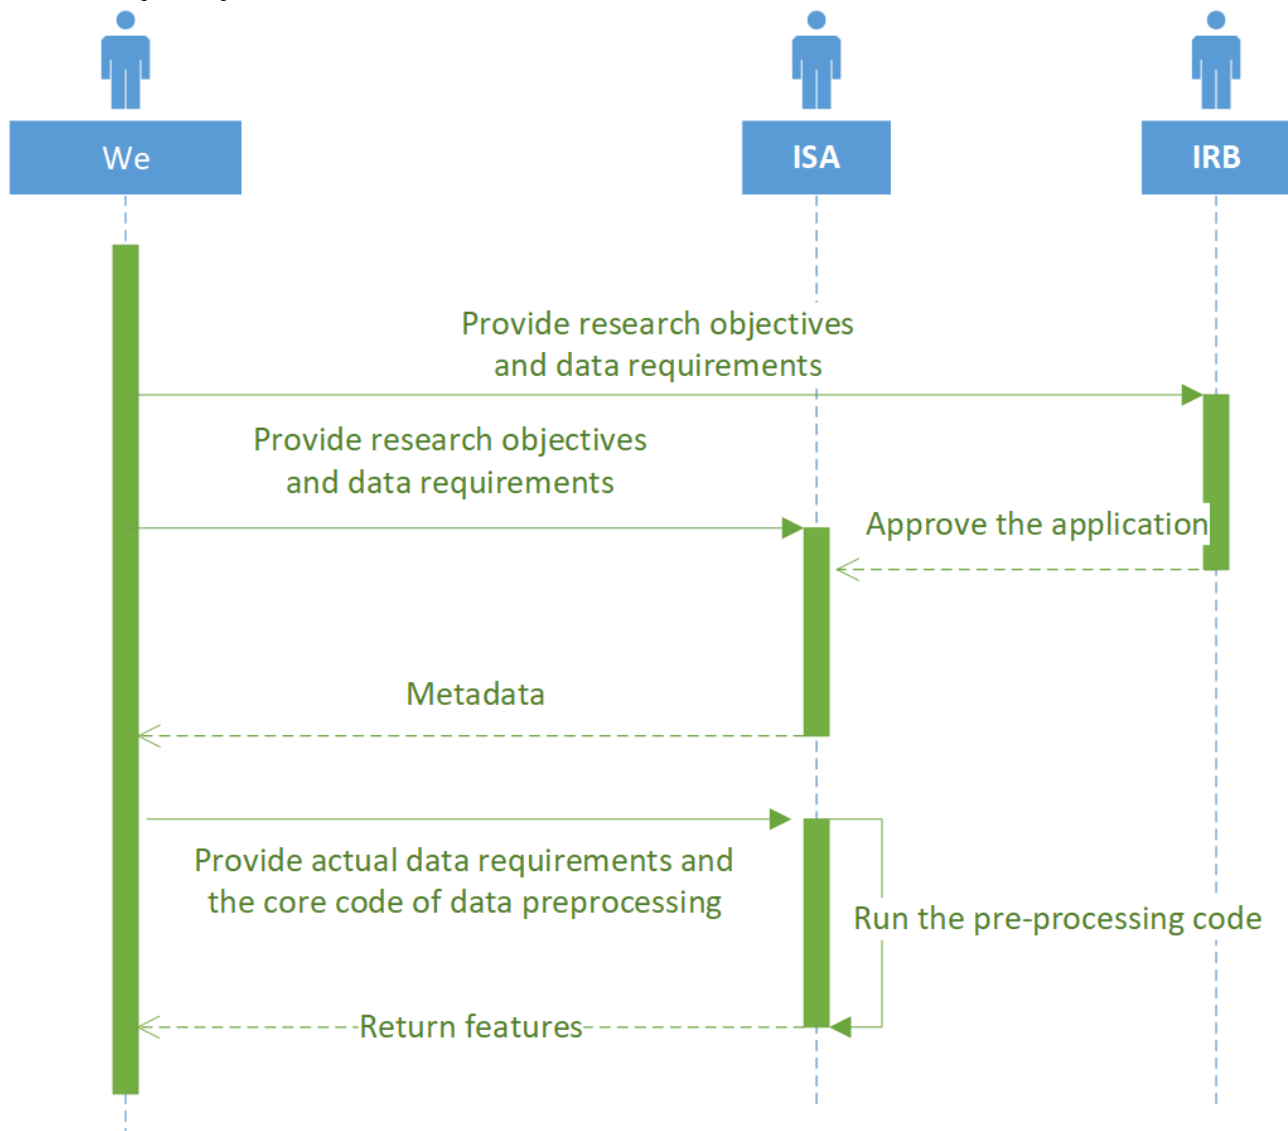 We
ISA
IRB
Provide research objectives
and data requirements
Provide research objectives
and data requirements
Approve the application
Metadata
Provide actual data requirements and
the core code of data preprocessing
Run the pre-processing code
Return features